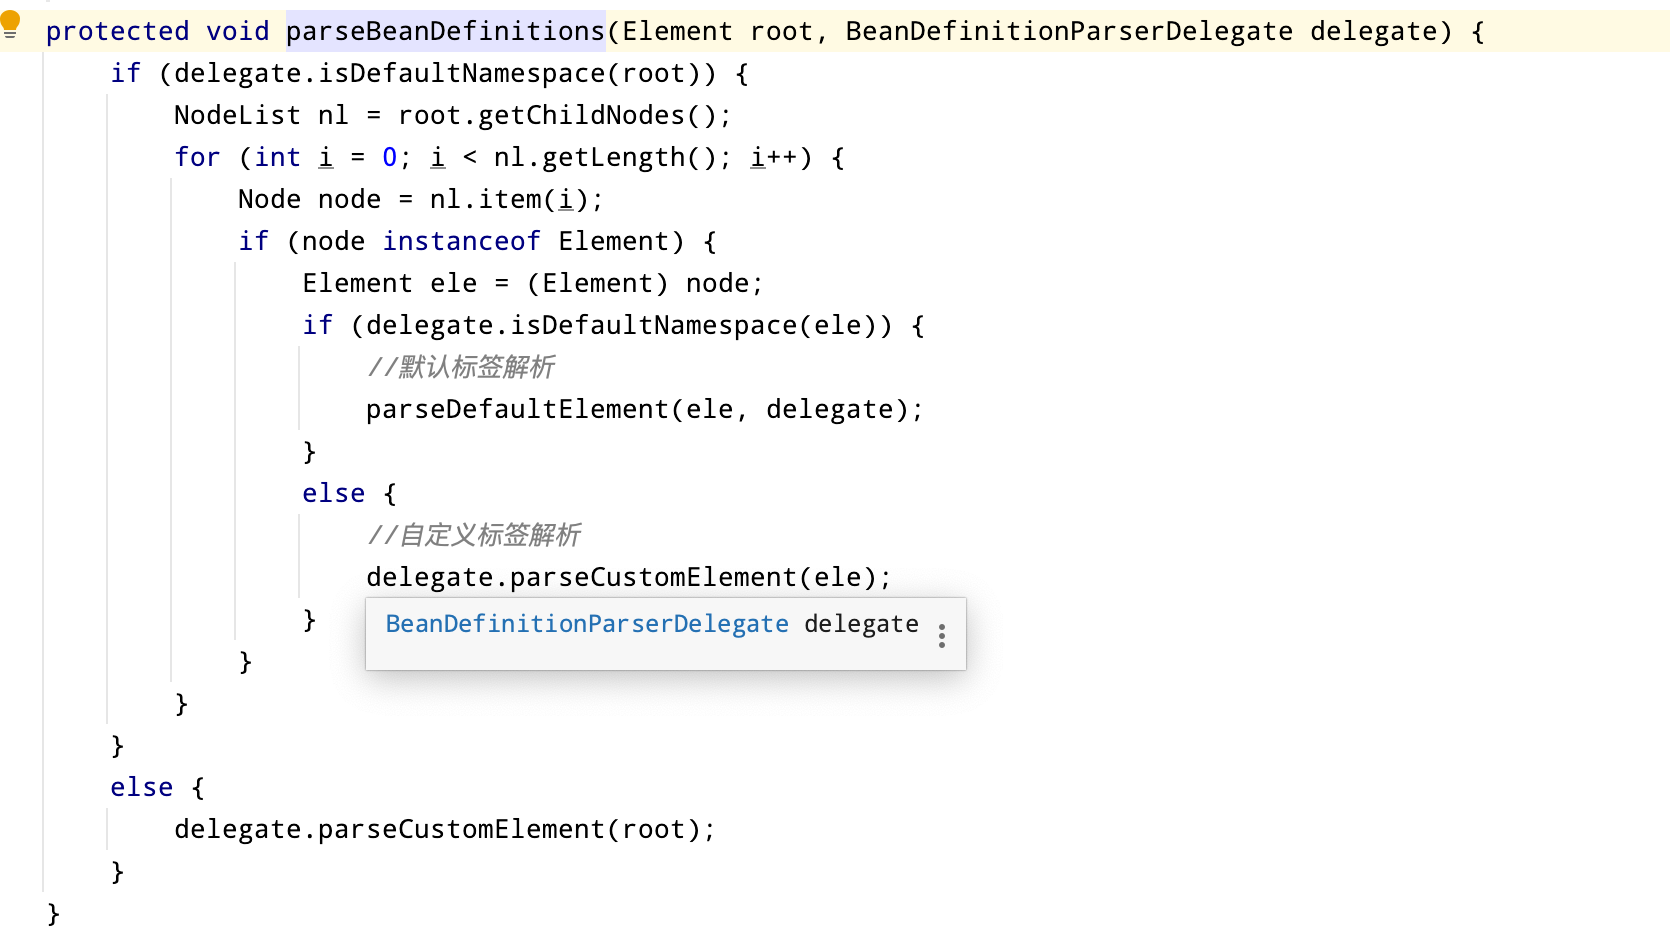 protected void parseBeanDefinitions(Element root, BeanDefinitionParserDelegate delegate) {
if (delegate.isDefaultNamespace(root)) {
NodeList nl = root.getChildNodes();
for (int i = 0; i < nl.getLength(); i++) {
Node node = nl.item(i);
if (node instanceof Element) {
Element ele = (Element) node;
if (delegate.isDefaultNamespace(ele)) {
//默认标签解析
parseDefaultElement(ele, delegate);
}
else {
//自定义标签解析
delegate.parseCustomElement(ele);
}
BeanDefinitionParserDelegate delegate
}
}
}
else {
delegate.parseCustomElement(root);
}
}